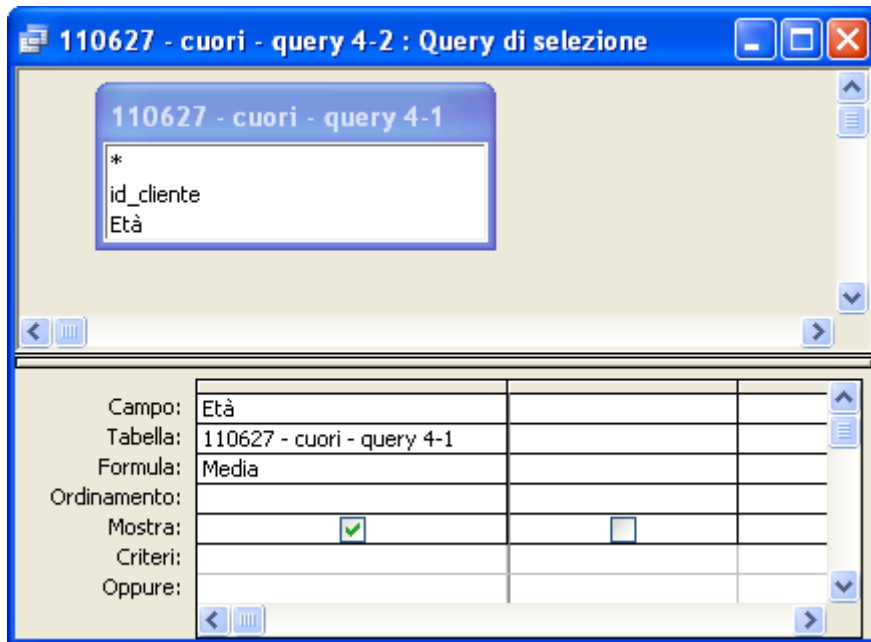 110627 - cuori - query 4-2 : Query di selezione
110627 - cuori - query 4-1
*
id_cliente
Età
Campo: Età
Tabella: 110627 - cuori - query 4-1
Formula: Media
Ordinamento:
Mostra:
Criteri:
Oppure: